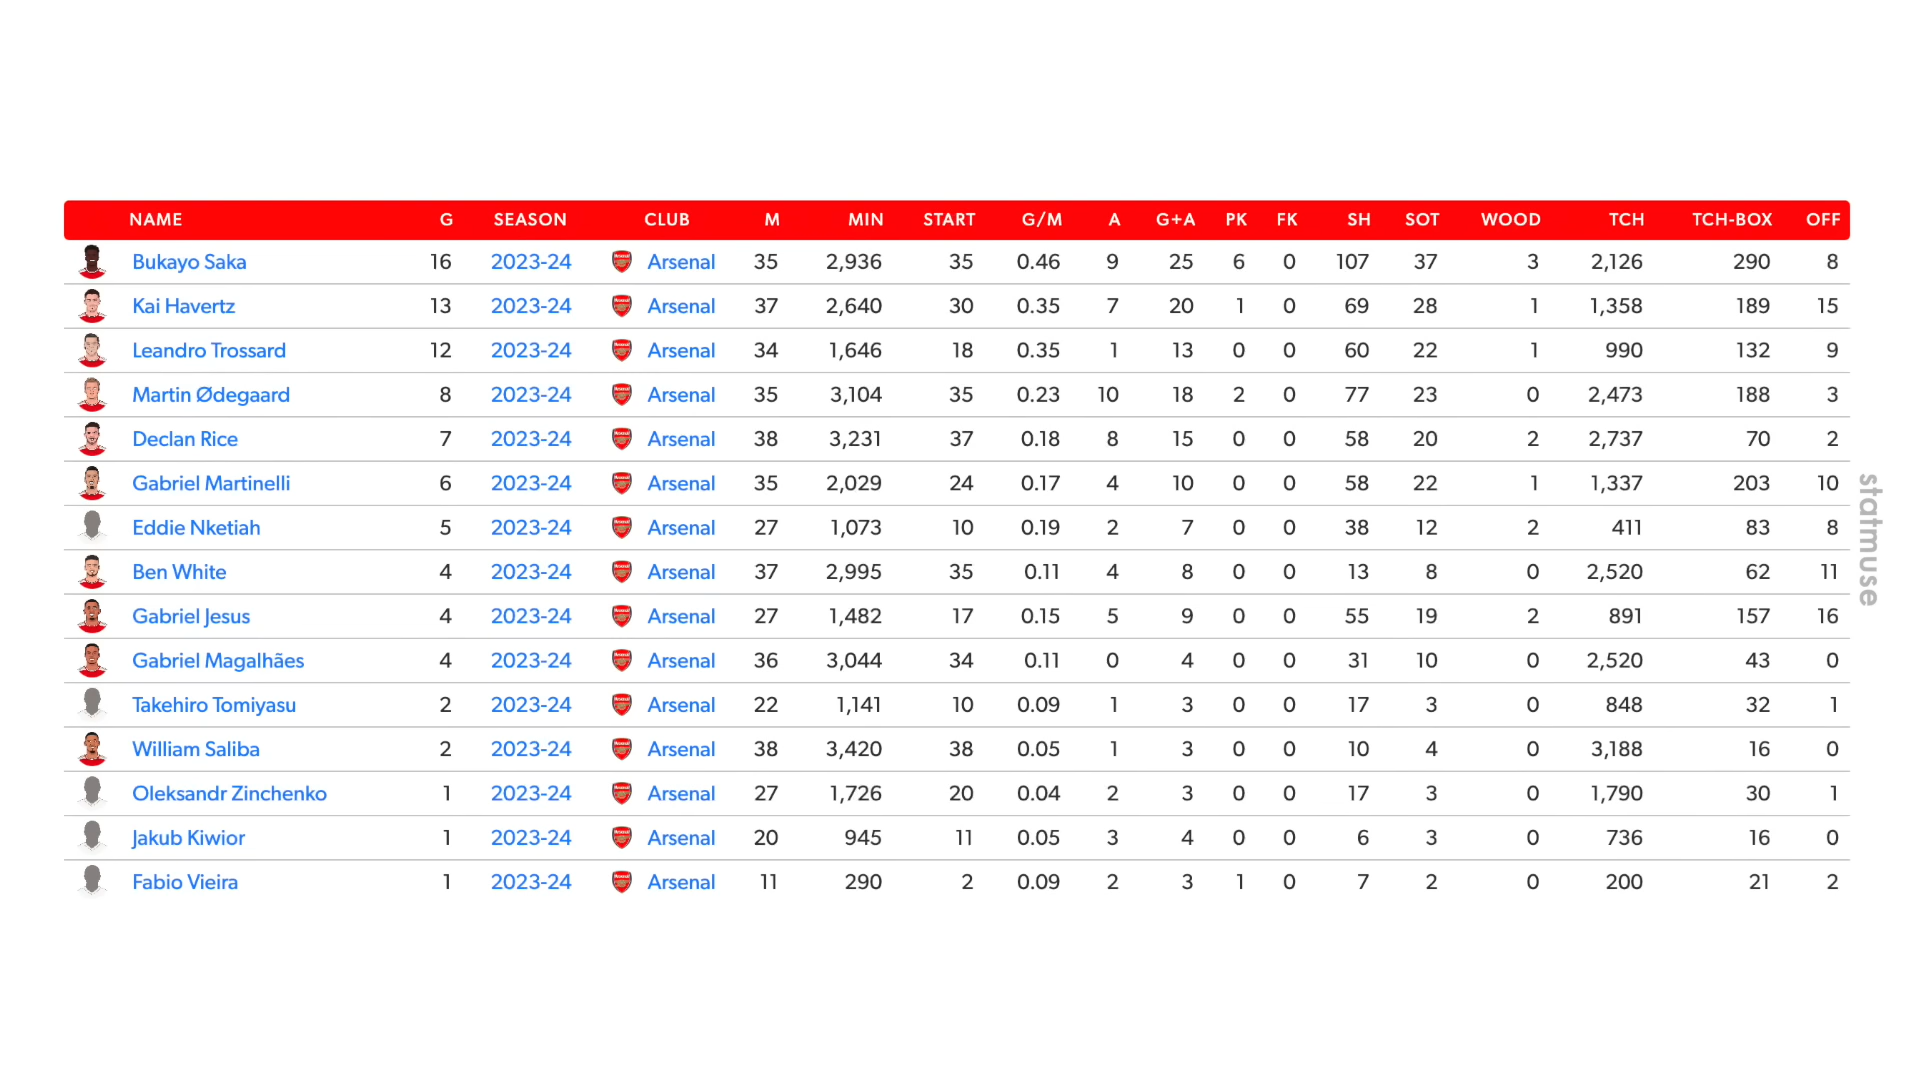 NAME G SEASON CLUB M MIN START G/M A G+A PK FK SH SOT WOOD TCH TCH-BOX OFF
Bukayo Saka 16 2023-24 Arsenal 35 2,936 35 0.46 9 25 6 0 107 37 3 2,126 290 8
Kai Havertz 13 2023-24 Arsenal 37 2,640 30 0.35 7 20 1 0 69 28 1 1,358 189 15
Leandro Trossard 12 2023-24 Arsenal 34 1,646 18 0.35 1 13 0 0 60 22 1 990 132 9
Martin Ødegaard 8 2023-24 Arsenal 35 3,104 35 0.23 10 18 2 0 77 23 0 2,473 188 3
Declan Rice 7 2023-24 Arsenal 38 3,231 37 0.18 8 15 0 0 58 20 2 2,737 70 2
Gabriel Martinelli 6 2023-24 Arsenal 35 2,029 24 0.17 4 10 0 0 58 22 1 1,337 203 10
Eddie Nketiah 5 2023-24 Arsenal 27 1,073 10 0.19 2 7 0 0 38 12 2 411 83 8
Ben White 4 2023-24 Arsenal 37 2,995 35 0.11 4 8 0 0 13 8 0 2,520 62 11
Gabriel Jesus 4 2023-24 Arsenal 27 1,482 17 0.15 5 9 0 0 55 19 2 891 157 16
Gabriel Magalhães 4 2023-24 Arsenal 36 3,044 34 0.11 0 4 0 0 31 10 0 2,520 43 0
Takehiro Tomiyasu 2 2023-24 Arsenal 22 1,141 10 0.09 1 3 0 0 17 3 0 848 32 1
William Saliba 2 2023-24 Arsenal 38 3,420 38 0.05 1 3 0 0 10 4 0 3,188 16 0
Oleksandr Zinchenko 1 2023-24 Arsenal 27 1,726 20 0.04 2 3 0 0 17 3 0 1,790 30 1
Jakub Kiwior 1 2023-24 Arsenal 20 945 11 0.05 3 4 0 0 6 3 0 736 16 0
Fabio Vieira 1 2023-24 Arsenal 11 290 2 0.09 2 3 1 0 7 2 0 200 21 2
statmuse